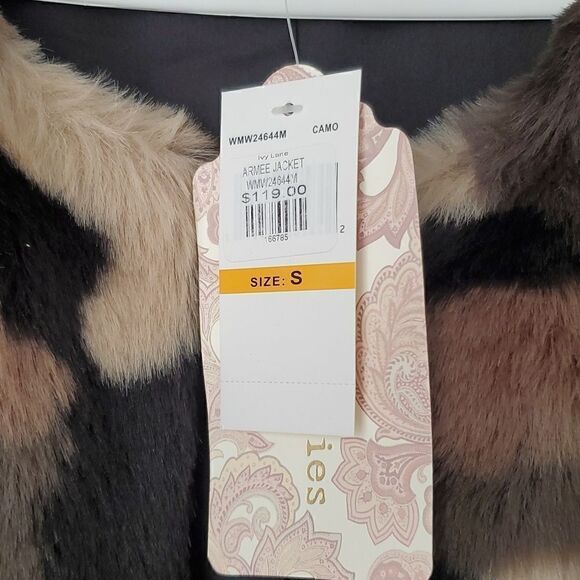 WMW24644M CAMO
Ivy Lane
ARMEE JACKET
WMW24644M
$119.00
166785
2
SIZE: S
ies